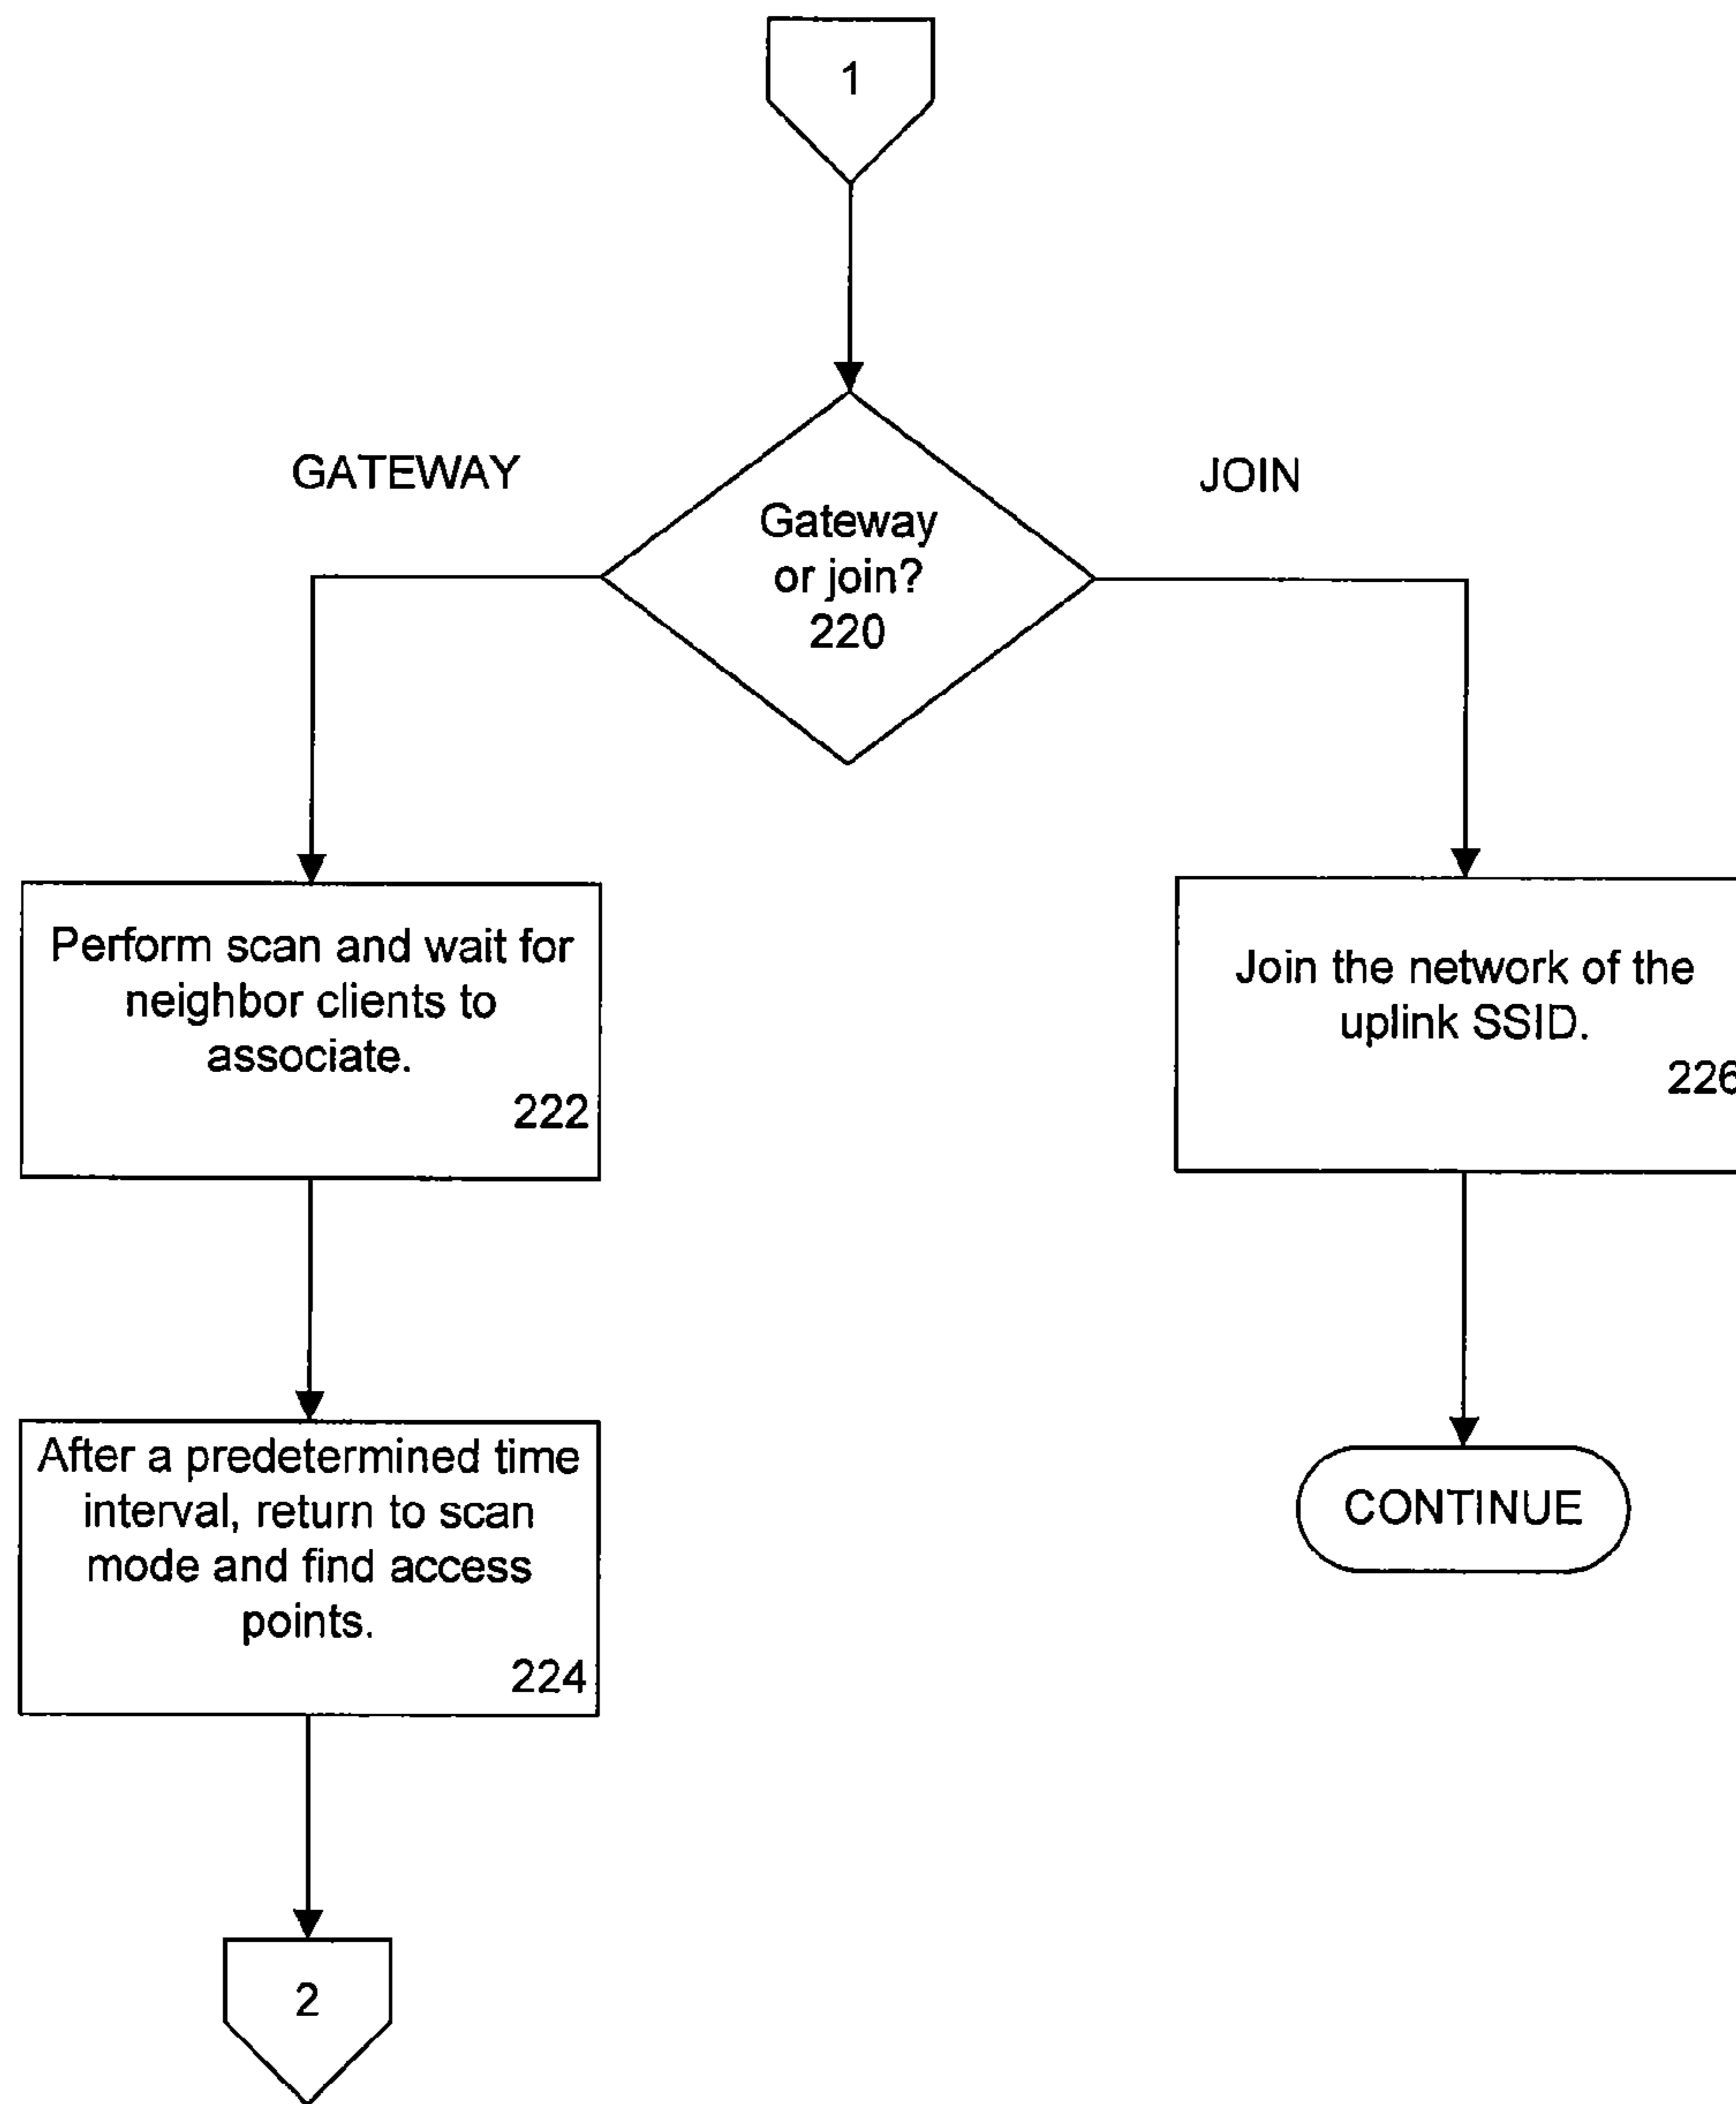 1
GATEWAY
JOIN
Gateway
or join?
220
Perform scan and wait for
neighbor clients to
associate.
222
Join the network of the
uplink SSID.
226
After a predetermined time
interval, return to scan
mode and find access
points.
224
CONTINUE
2